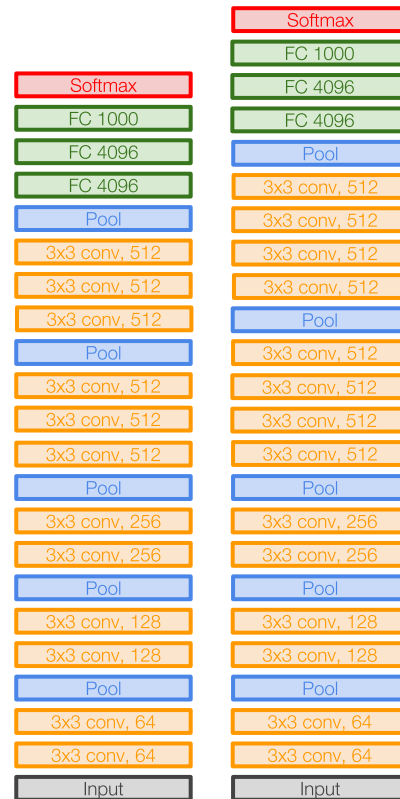 Softmax
FC 1000
FC 4096
FC 4096
Pool
3x3 conv, 512
3x3 conv, 512
3x3 conv, 512
Pool
3x3 conv, 512
3x3 conv, 512
3x3 conv, 512
Pool
3x3 conv, 256
3x3 conv, 256
Pool
3x3 conv, 128
3x3 conv, 128
Pool
3x3 conv, 64
3x3 conv, 64
Input
Softmax
FC 1000
FC 4096
FC 4096
Pool
3x3 conv, 512
3x3 conv, 512
3x3 conv, 512
3x3 conv, 512
Pool
3x3 conv, 512
3x3 conv, 512
3x3 conv, 512
3x3 conv, 512
Pool
3x3 conv, 256
3x3 conv, 256
Pool
3x3 conv, 128
3x3 conv, 128
Pool
3x3 conv, 64
3x3 conv, 64
Input